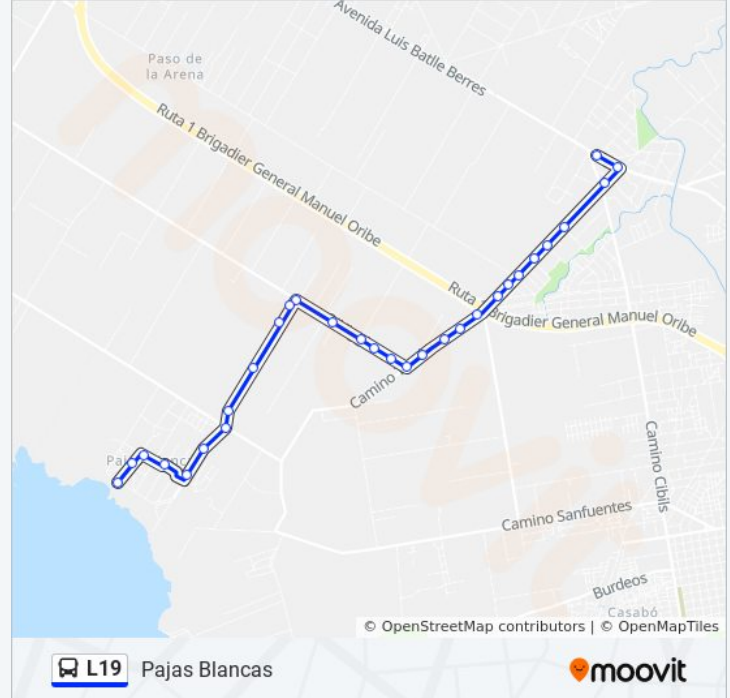 Avenida Luis Batlle Berres
Paso de
la Arena
Ruta 1 Brigadier General Manuel Oribe
Ruta 1 Brigadier General Manuel Oribe
Camino
Camino Cibils
Camino Sanfuentes
Burdeos
Casabó
moovit
© OpenStreetMap contributors | © OpenMapTiles
L19 Pajas Blancas
moovit